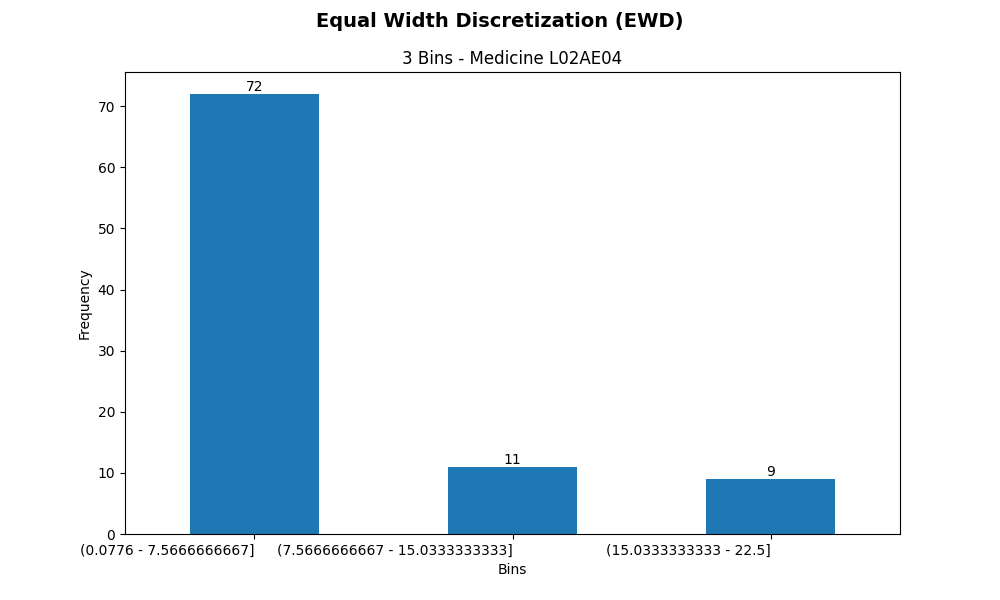 Equal Width Discretization (EWD)
3 Bins - Medicine L02AE04
72
70
60
50
40
30
20
11
10
9
0
Frequency
(0.0776 - 7.5666666667] (7.5666666667 - 15.0333333333] (15.0333333333 - 22.5]
Bins